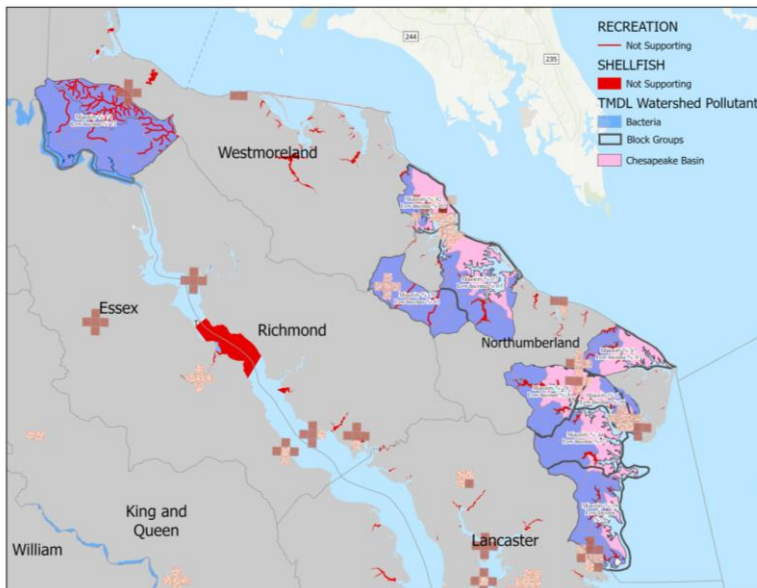 RECREATION
Not Supporting
SHELLFISH
Not Supporting
TMDL Watershed Pollutant
Bacteria
Block Groups
Chesapeake Basin
244
235
Westmoreland
Essex
Richmond
Northumberland
King and
Queen
William
Lancaster